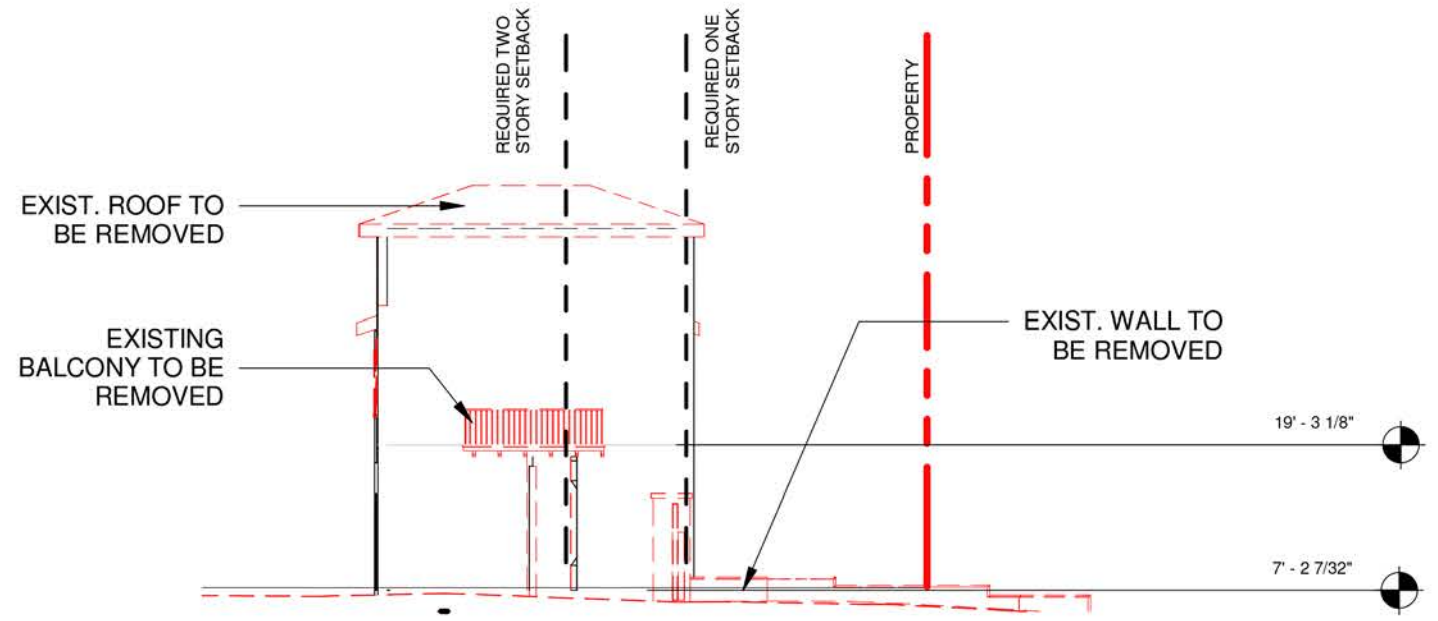 REQUIRED TWO
STORY SETBACK
REQUIRED ONE
STORY SETBACK
PROPERTY
EXIST. ROOF TO
BE REMOVED
EXISTING
BALCONY TO BE
REMOVED
EXIST. WALL TO
BE REMOVED
19' - 3 1/8"
7' - 2 7/32"